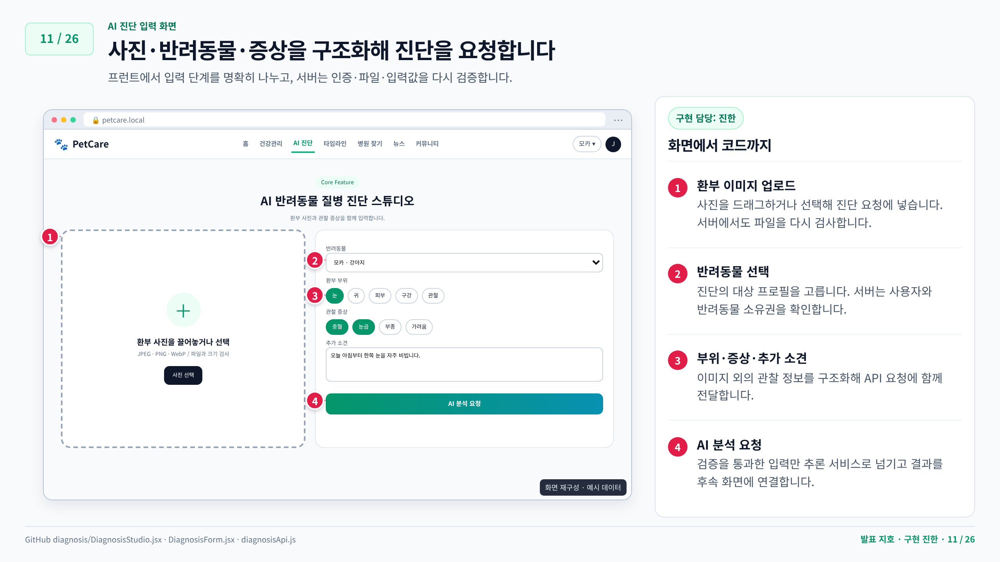 11 / 26
AI 진단 입력 화면
사진·반려동물·증상을 구조화해 진단을 요청합니다
프런트에서 입력 단계를 명확히 나누고, 서버는 인증·파일·입력값을 다시 검증합니다.
petcare.local
PetCare
홈 건강관리 AI 진단 타임라인 병원 찾기 뉴스 커뮤니티
모카 ▾
J
Core Feature
AI 반려동물 질병 진단 스튜디오
환부 사진과 관찰 증상을 함께 입력합니다.
1
환부 사진을 끌어놓거나 선택
JPEG · PNG · WebP / 파일과 크기 검사
사진 선택
반려동물
2
모카 · 강아지
환부 부위
3
눈 귀 피부 구강 관절
관찰 증상
충혈 눈곱 부종 가려움
추가 소견
오늘 아침부터 한쪽 눈을 자주 비빕니다.
4
AI 분석 요청
화면 재구성 · 예시 데이터
구현 담당: 진한
화면에서 코드까지
1
환부 이미지 업로드
사진을 드래그하거나 선택해 진단 요청에 넣습니다.
서버에서도 파일을 다시 검사합니다.
2
반려동물 선택
진단의 대상 프로필을 고릅니다. 서버는 사용자와
반려동물 소유권을 확인합니다.
3
부위·증상·추가 소견
이미지 외의 관찰 정보를 구조화해 API 요청에 함께
전달합니다.
4
AI 분석 요청
검증을 통과한 입력만 추론 서비스로 넘기고 결과를
후속 화면에 연결합니다.
GitHub diagnosis/DiagnosisStudio.jsx · DiagnosisForm.jsx · diagnosisApi.js
발표 지호 · 구현 진한 · 11 / 26